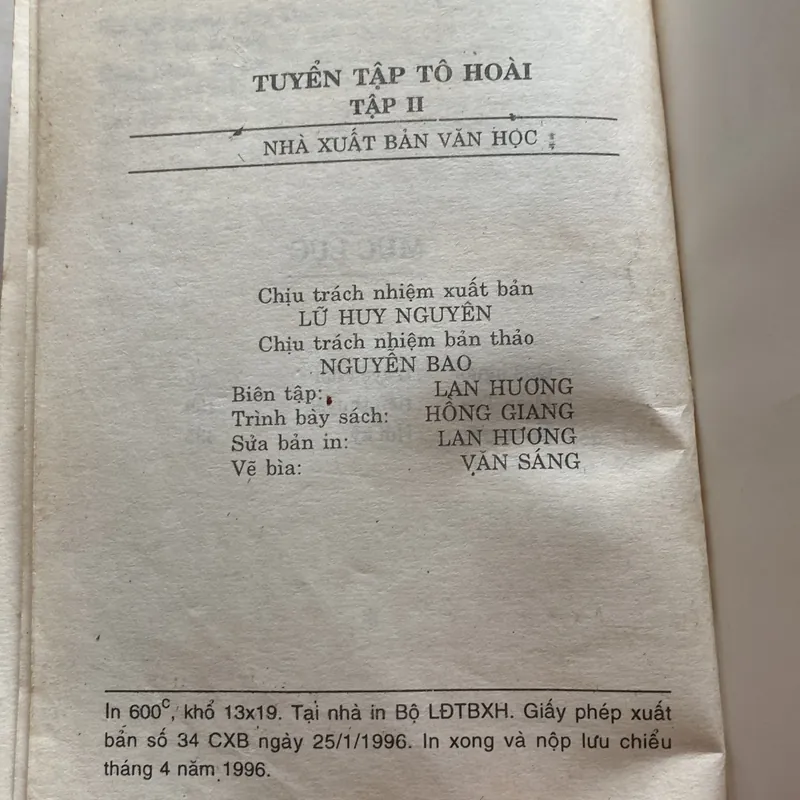 TUYỂN TẬP TÔ HOÀI
TẬP II
NHÀ XUẤT BẢN VĂN HỌC
Chịu trách nhiệm xuất bản
LỮ HUY NGUYÊN
Chịu trách nhiệm bản thảo
NGUYỄN BAO
Biên tập: LAN HƯƠNG
Trình bày sách: HỒNG GIANG
Sửa bản in: LAN HƯƠNG
Vẽ bìa: VĂN SÁNG
In 600c, khổ 13x19. Tại nhà in Bộ LĐTBXH. Giấy phép xuất
bản số 34 CXB ngày 25/1/1996. In xong và nộp lưu chiểu
tháng 4 năm 1996.